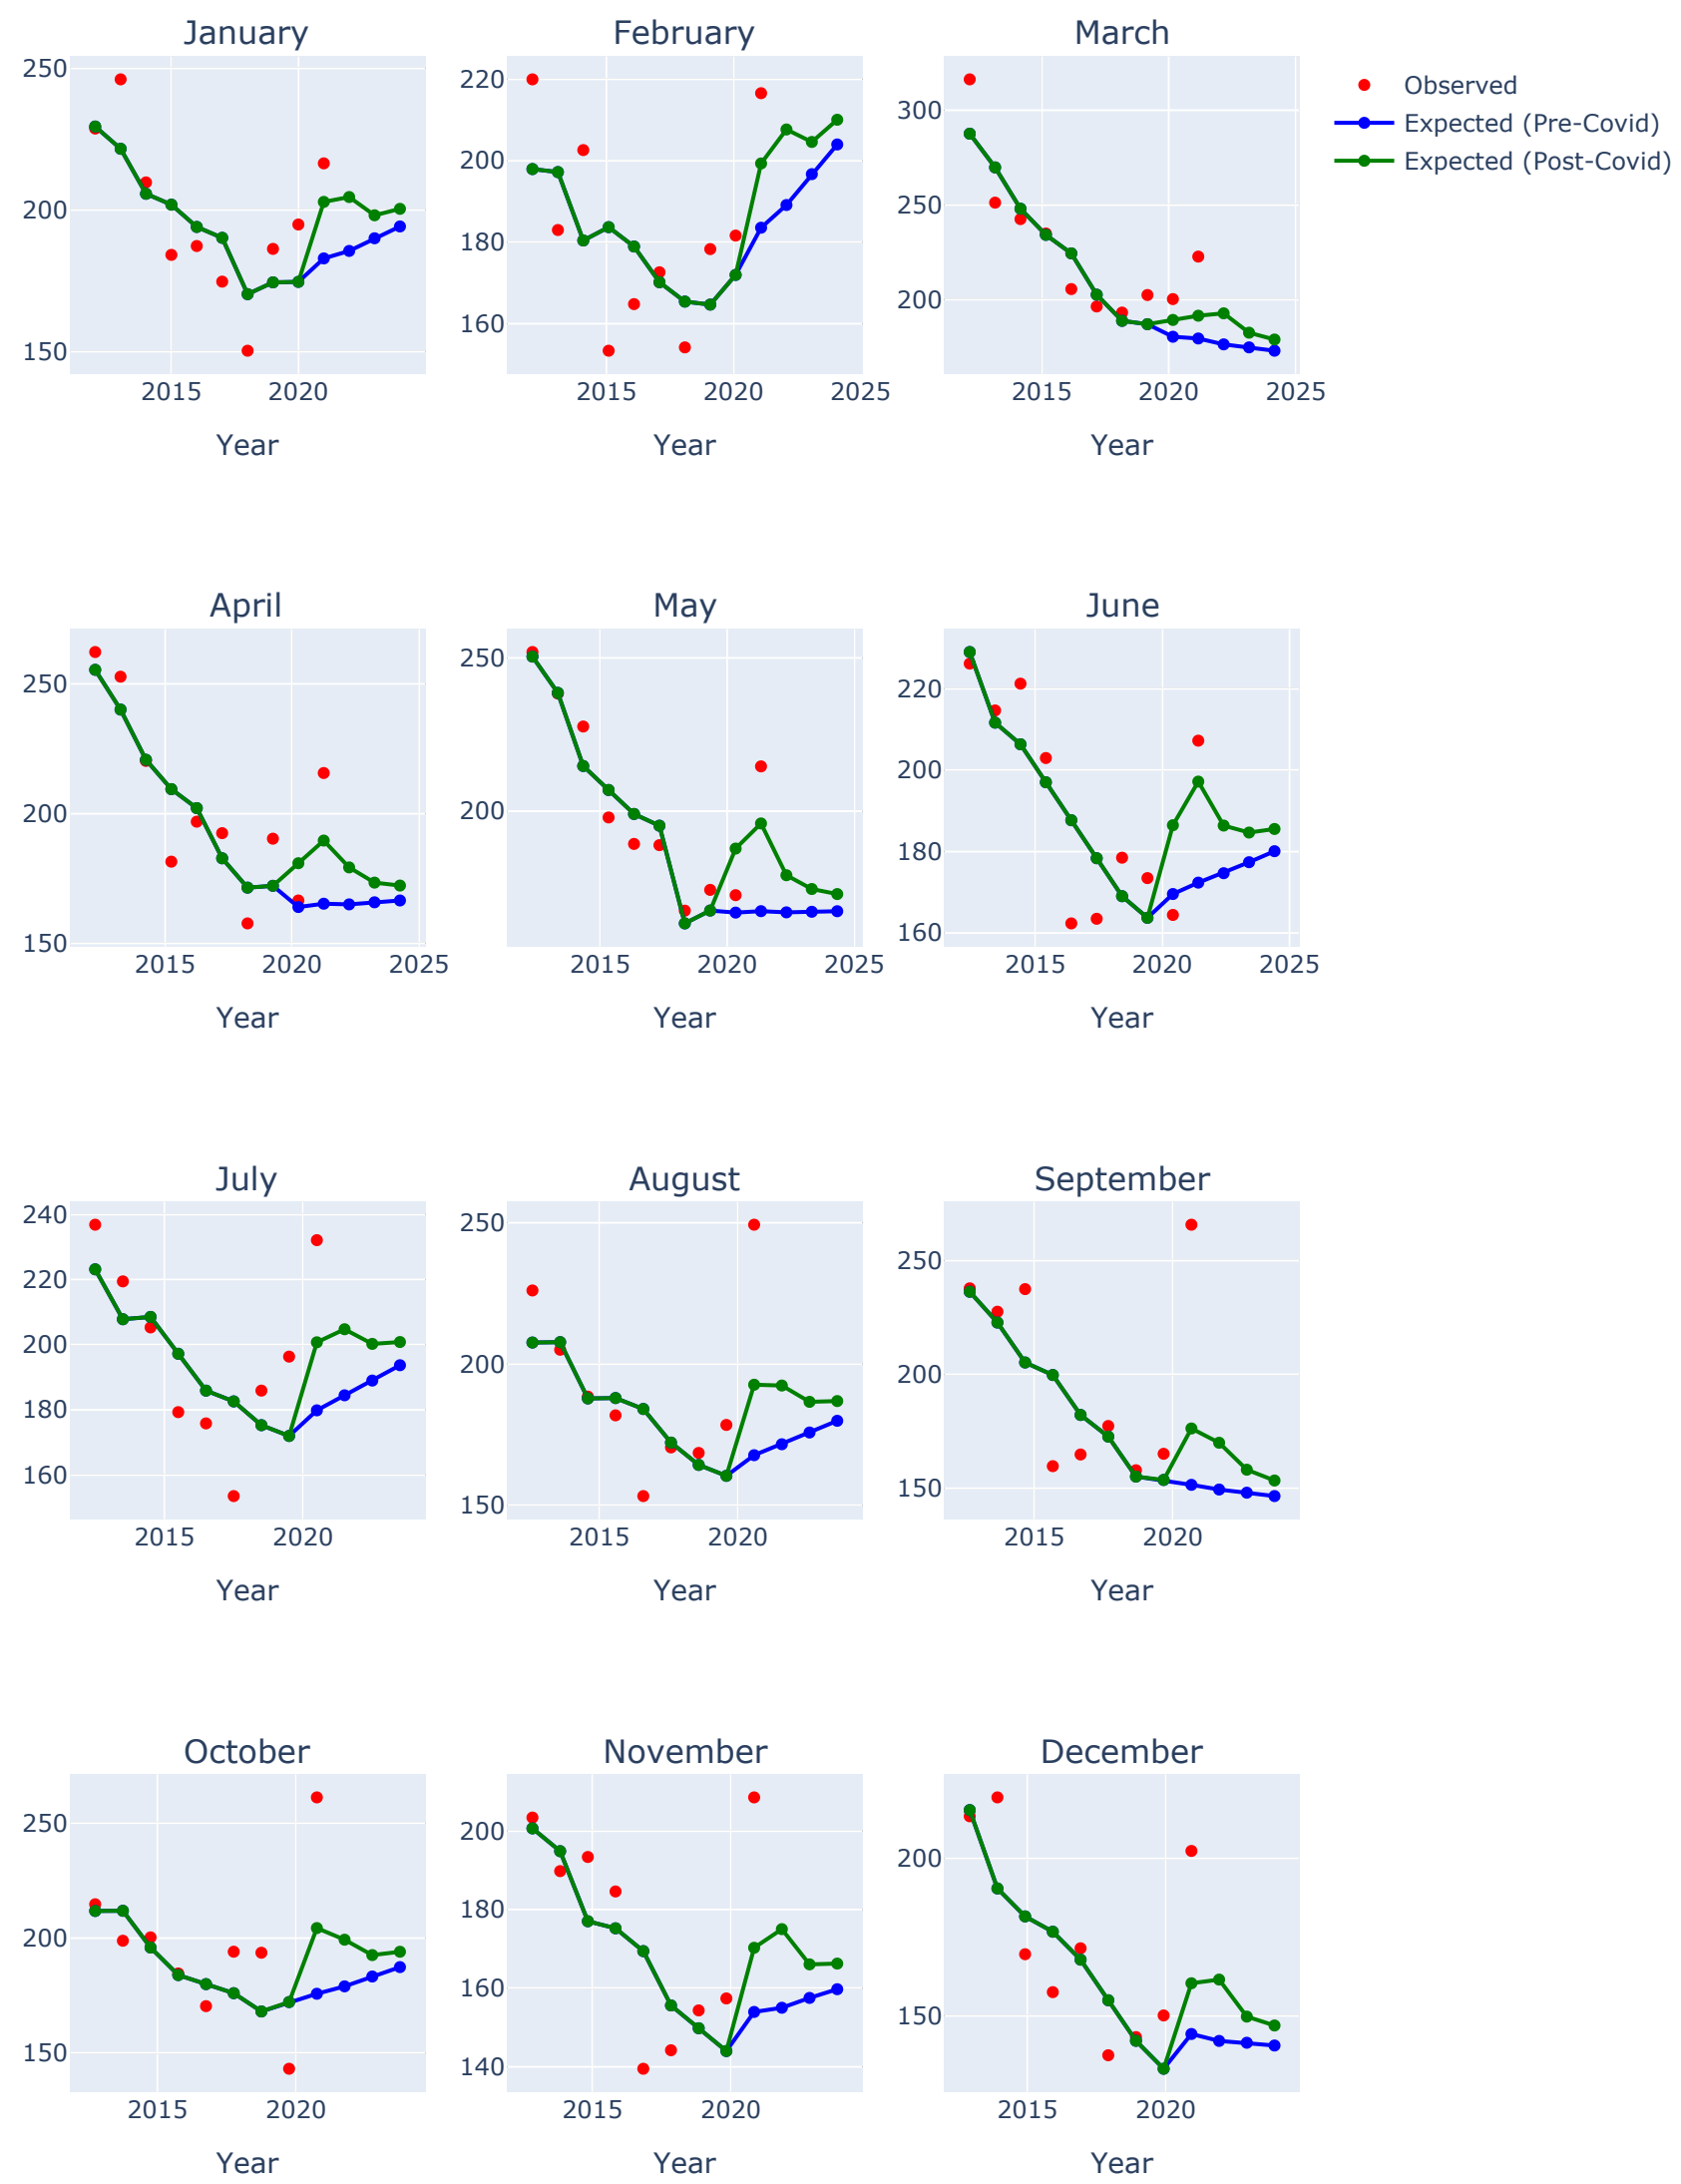 January
February
March
250
200
150
220
200
180
160
300
250
200
Observed
Expected (Pre-Covid)
Expected (Post-Covid)
2015 2020
2015 2020 2025
2015 2020 2025
Year
Year
Year
April
May
June
250
200
150
250
200
220
200
180
160
2015 2020 2025
2015 2020 2025
2015 2020 2025
Year
Year
Year
July
August
September
240
220
200
180
160
250
200
150
250
200
150
2015 2020
2015 2020
2015 2020
Year
Year
Year
October
November
December
250
200
150
200
180
160
140
200
150
2015 2020
2015 2020
2015 2020
Year
Year
Year